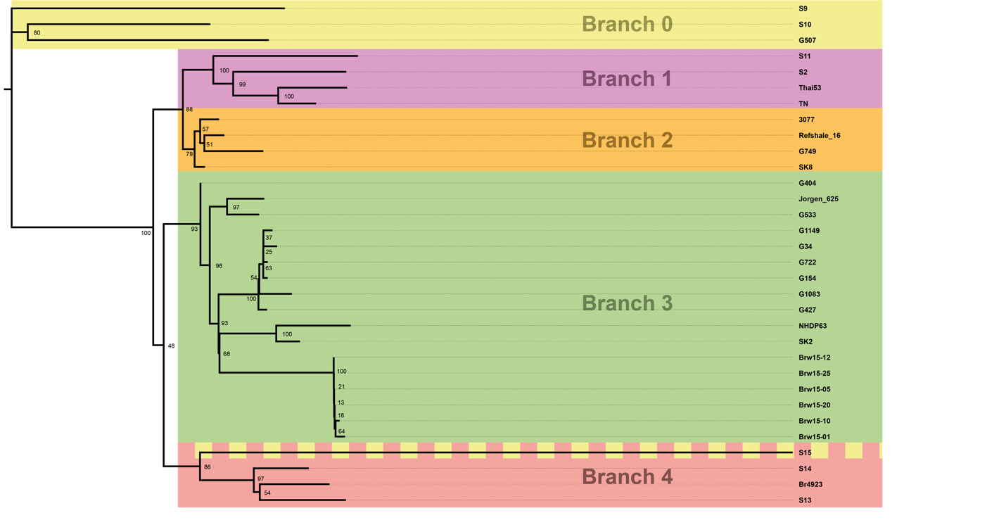 S9
Branch 0
S10
80
G507
S11
100
S2
Branch 1
99
Thai53
100
TN
88
3077
57
Refshale_16
Branch 2
51
G749
79
SK8
G404
Jorgen_625
97
G533
93
G1149
100
37
G34
25
G722
98
63
G154
54
G1083
100
Branch 3
G427
93
NHDP63
100
SK2
48
68
Brw15-12
100
Brw15-25
21
Brw15-05
13
Brw15-20
16
Brw15-10
64
Brw15-01
S15
86
S14
97
Branch 4
Br4923
54
S13